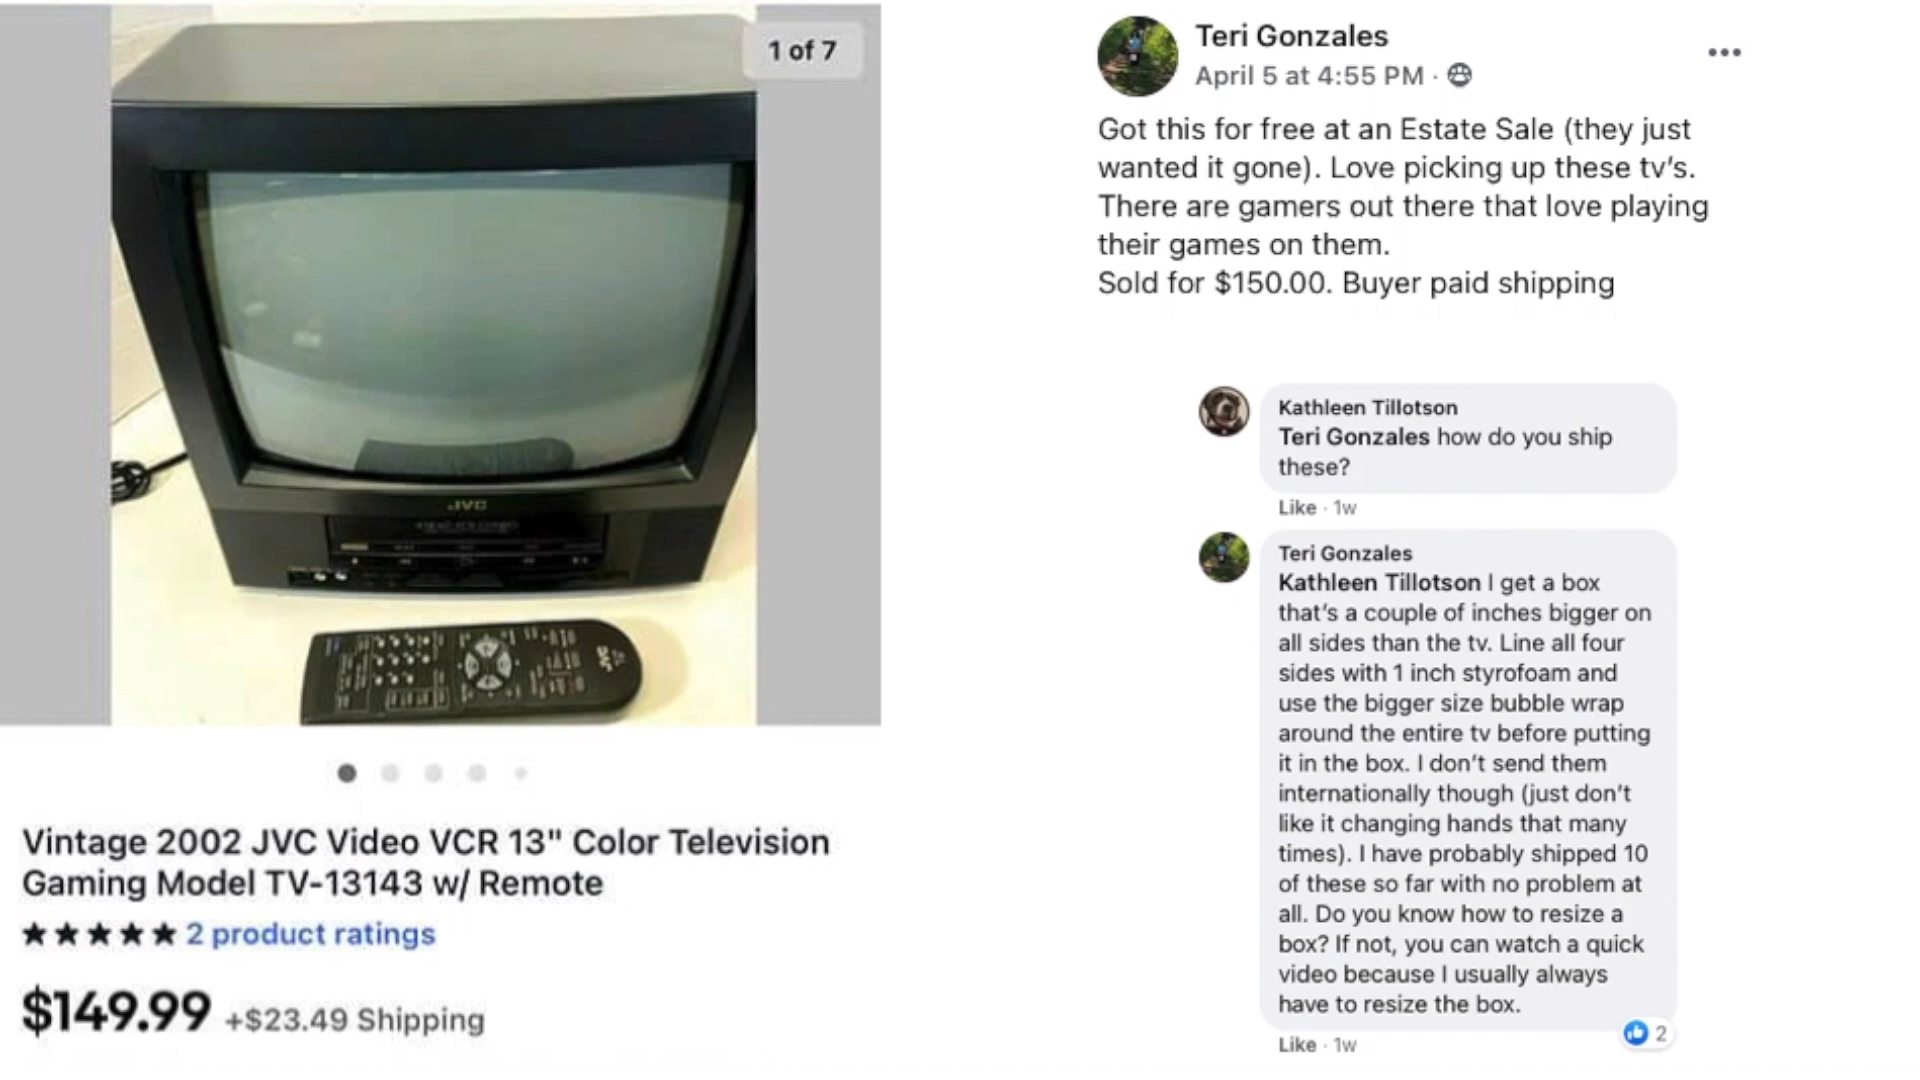 1 of 7
JVC
JVC
Vintage 2002 JVC Video VCR 13" Color Television
Gaming Model TV-13143 w/ Remote
2 product ratings
$149.99 +$23.49 Shipping
Teri Gonzales
April 5 at 4:55 PM ·
Got this for free at an Estate Sale (they just
wanted it gone). Love picking up these tv's.
There are gamers out there that love playing
their games on them.
Sold for $150.00. Buyer paid shipping
Kathleen Tillotson
Teri Gonzales how do you ship
these?
Like · 1w
Teri Gonzales
Kathleen Tillotson I get a box
that's a couple of inches bigger on
all sides than the tv. Line all four
sides with 1 inch styrofoam and
use the bigger size bubble wrap
around the entire tv before putting
it in the box. I don't send them
internationally though (just don't
like it changing hands that many
times). I have probably shipped 10
of these so far with no problem at
all. Do you know how to resize a
box? If not, you can watch a quick
video because I usually always
have to resize the box.
2
Like · 1w